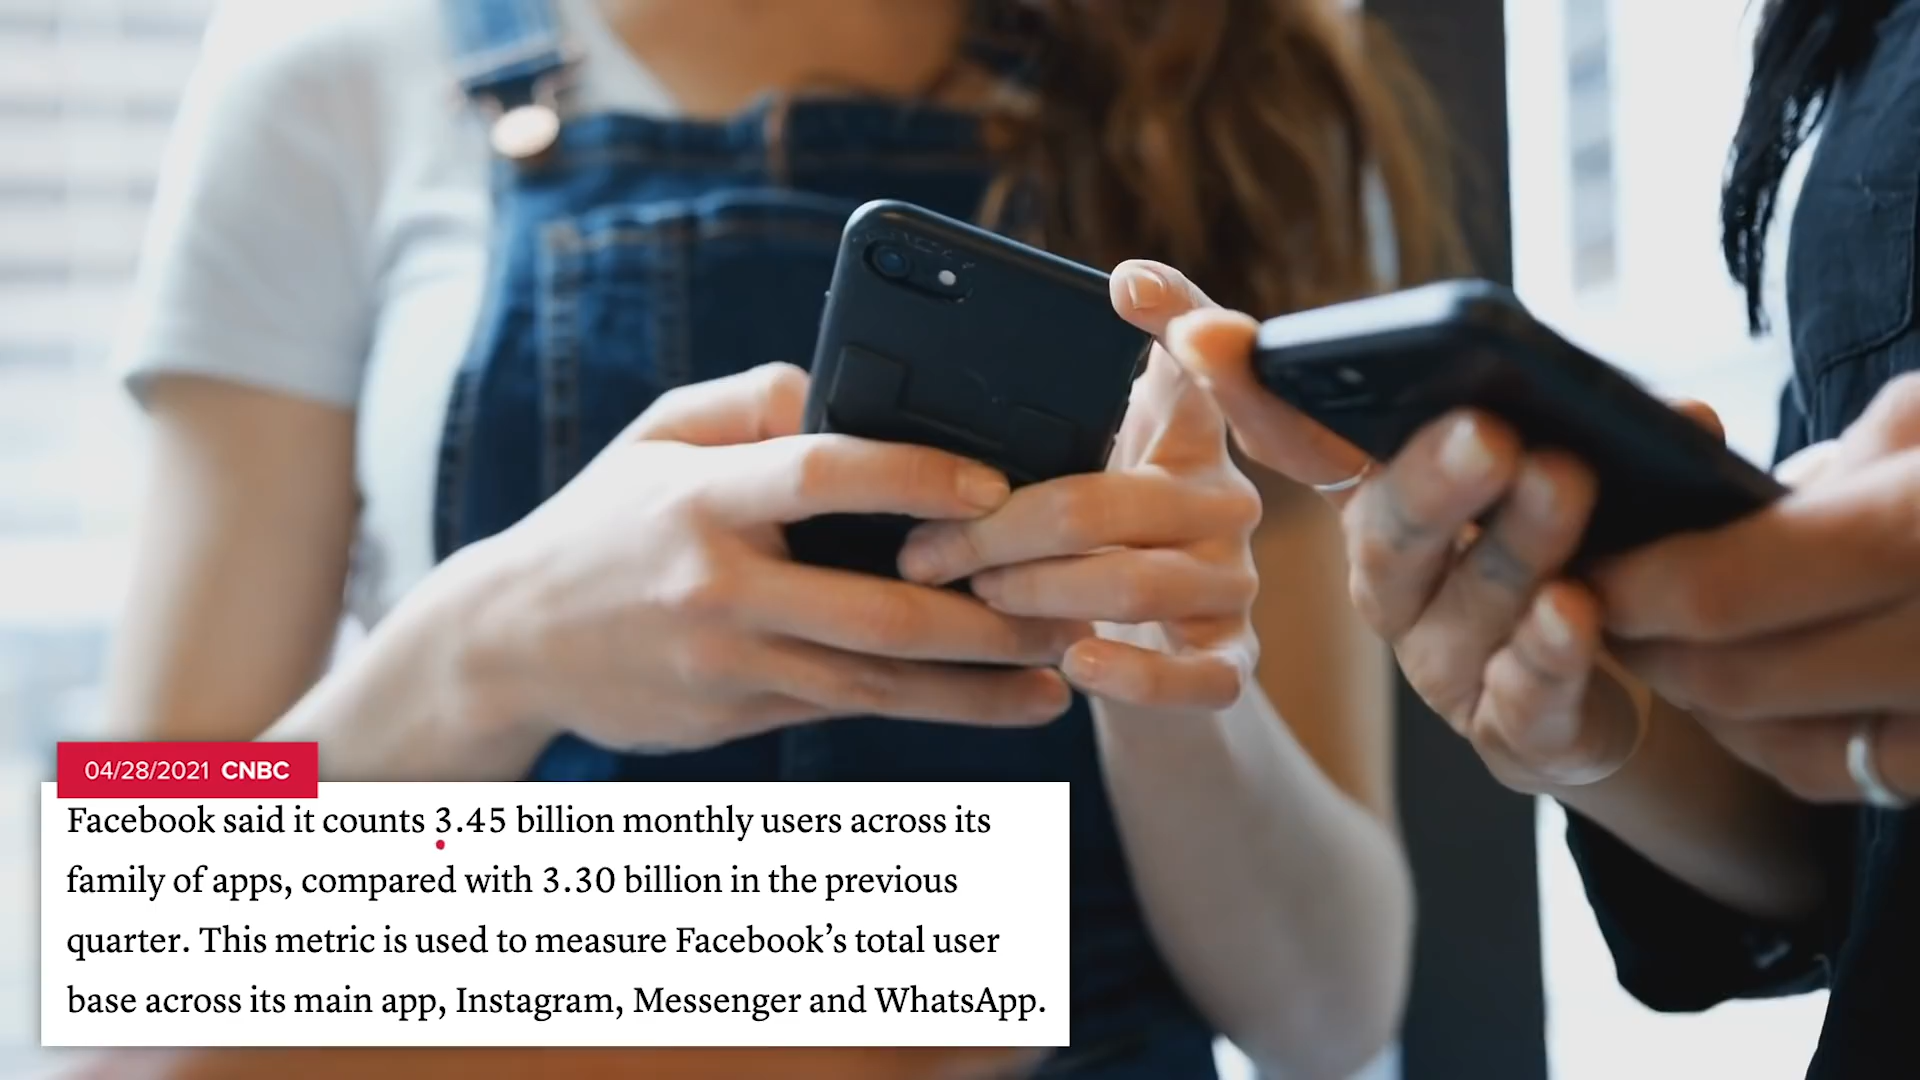 04/28/2021 CNBC
Facebook said it counts 3.45 billion monthly users across its
family of apps, compared with 3.30 billion in the previous
quarter. This metric is used to measure Facebook’s total user
base across its main app, Instagram, Messenger and WhatsApp.